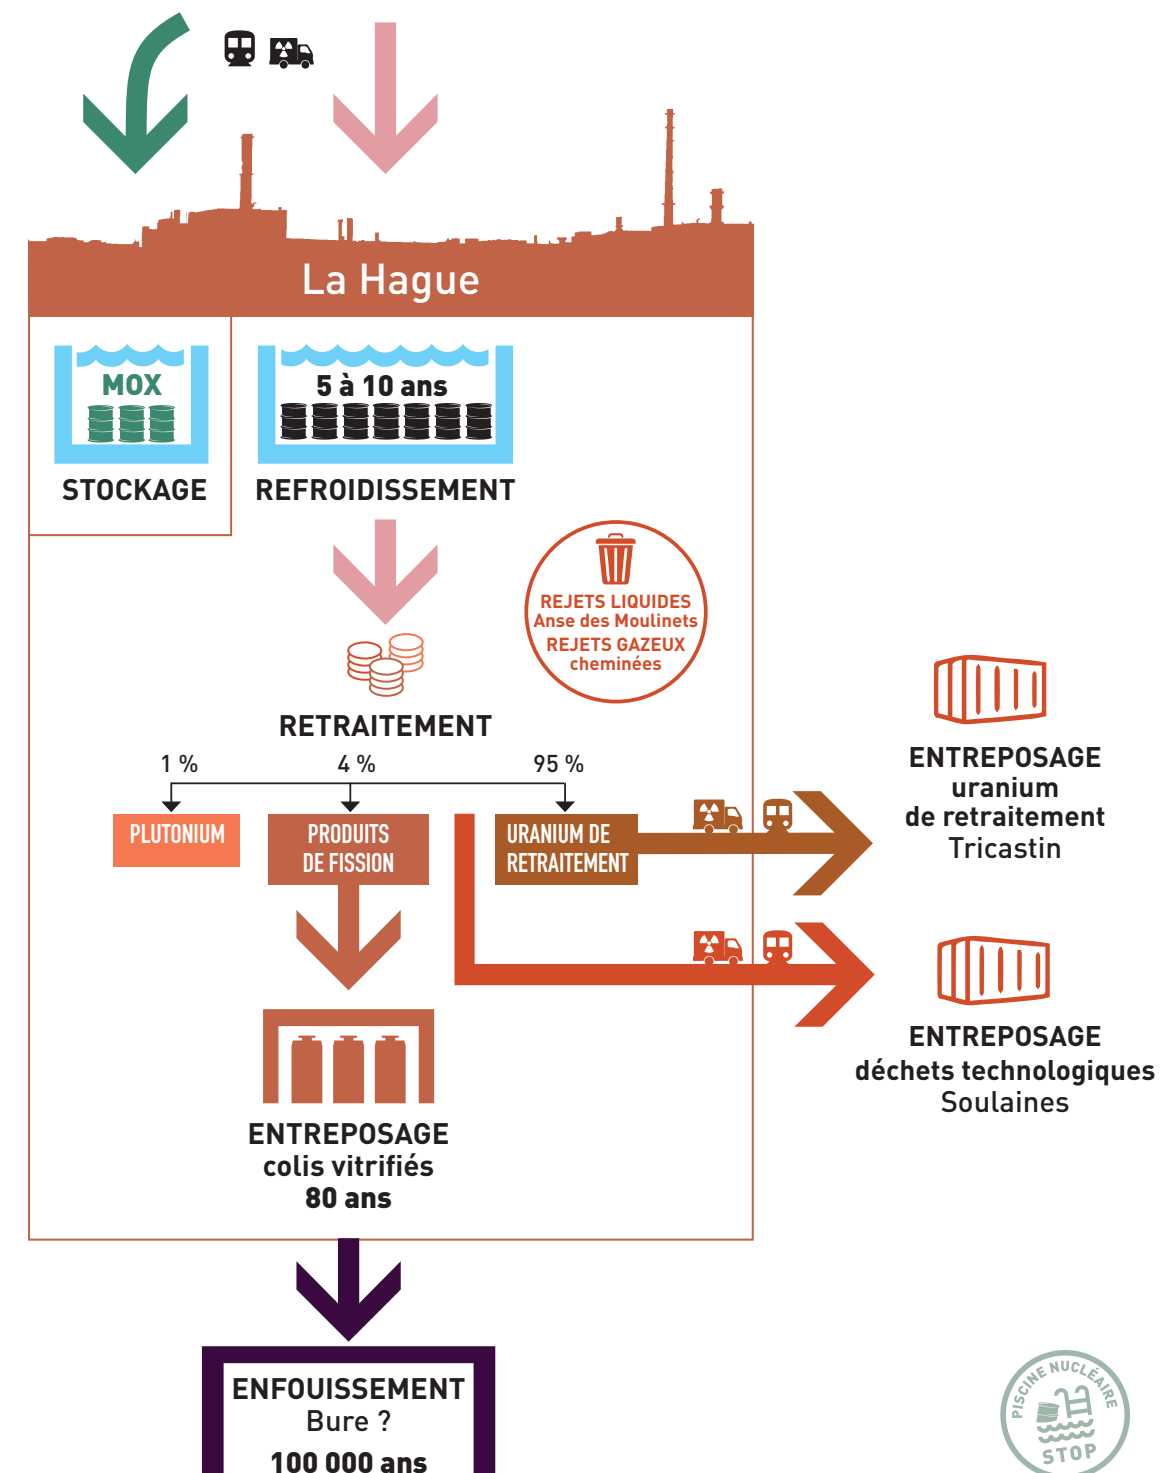 La Hague
MOX
STOCKAGE
5 à 10 ans
REFROIDISSEMENT
REJETS LIQUIDES
Anse des Moulinets
REJETS GAZEUX
cheminées
RETRAITEMENT
1 %
4 %
95 %
PLUTONIUM
PRODUITS
DE FISSION
URANIUM DE
RETRAITEMENT
ENTREPOSAGE
uranium
de retraitement
Tricastin
ENTREPOSAGE
déchets technologiques
Soulaines
ENTREPOSAGE
colis vitrifiés
80 ans
ENFOUISSEMENT
Bure ?
100 000 ans
PISCINE NUCLÉAIRE
STOP